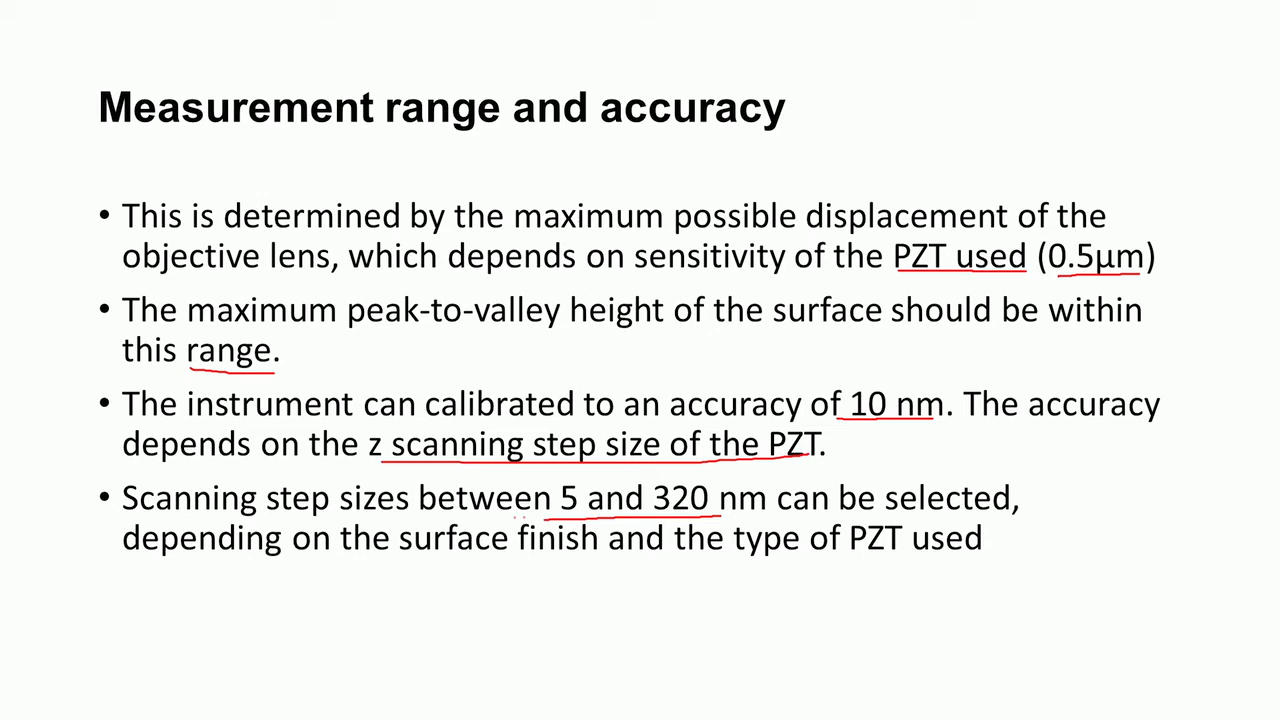 Measurement range and accuracy
• This is determined by the maximum possible displacement of the
objective lens, which depends on sensitivity of the PZT used (0.5µm)
• The maximum peak-to-valley height of the surface should be within
this range.
• The instrument can calibrated to an accuracy of 10 nm. The accuracy
depends on the z scanning step size of the PZT.
• Scanning step sizes between 5 and 320 nm can be selected,
depending on the surface finish and the type of PZT used